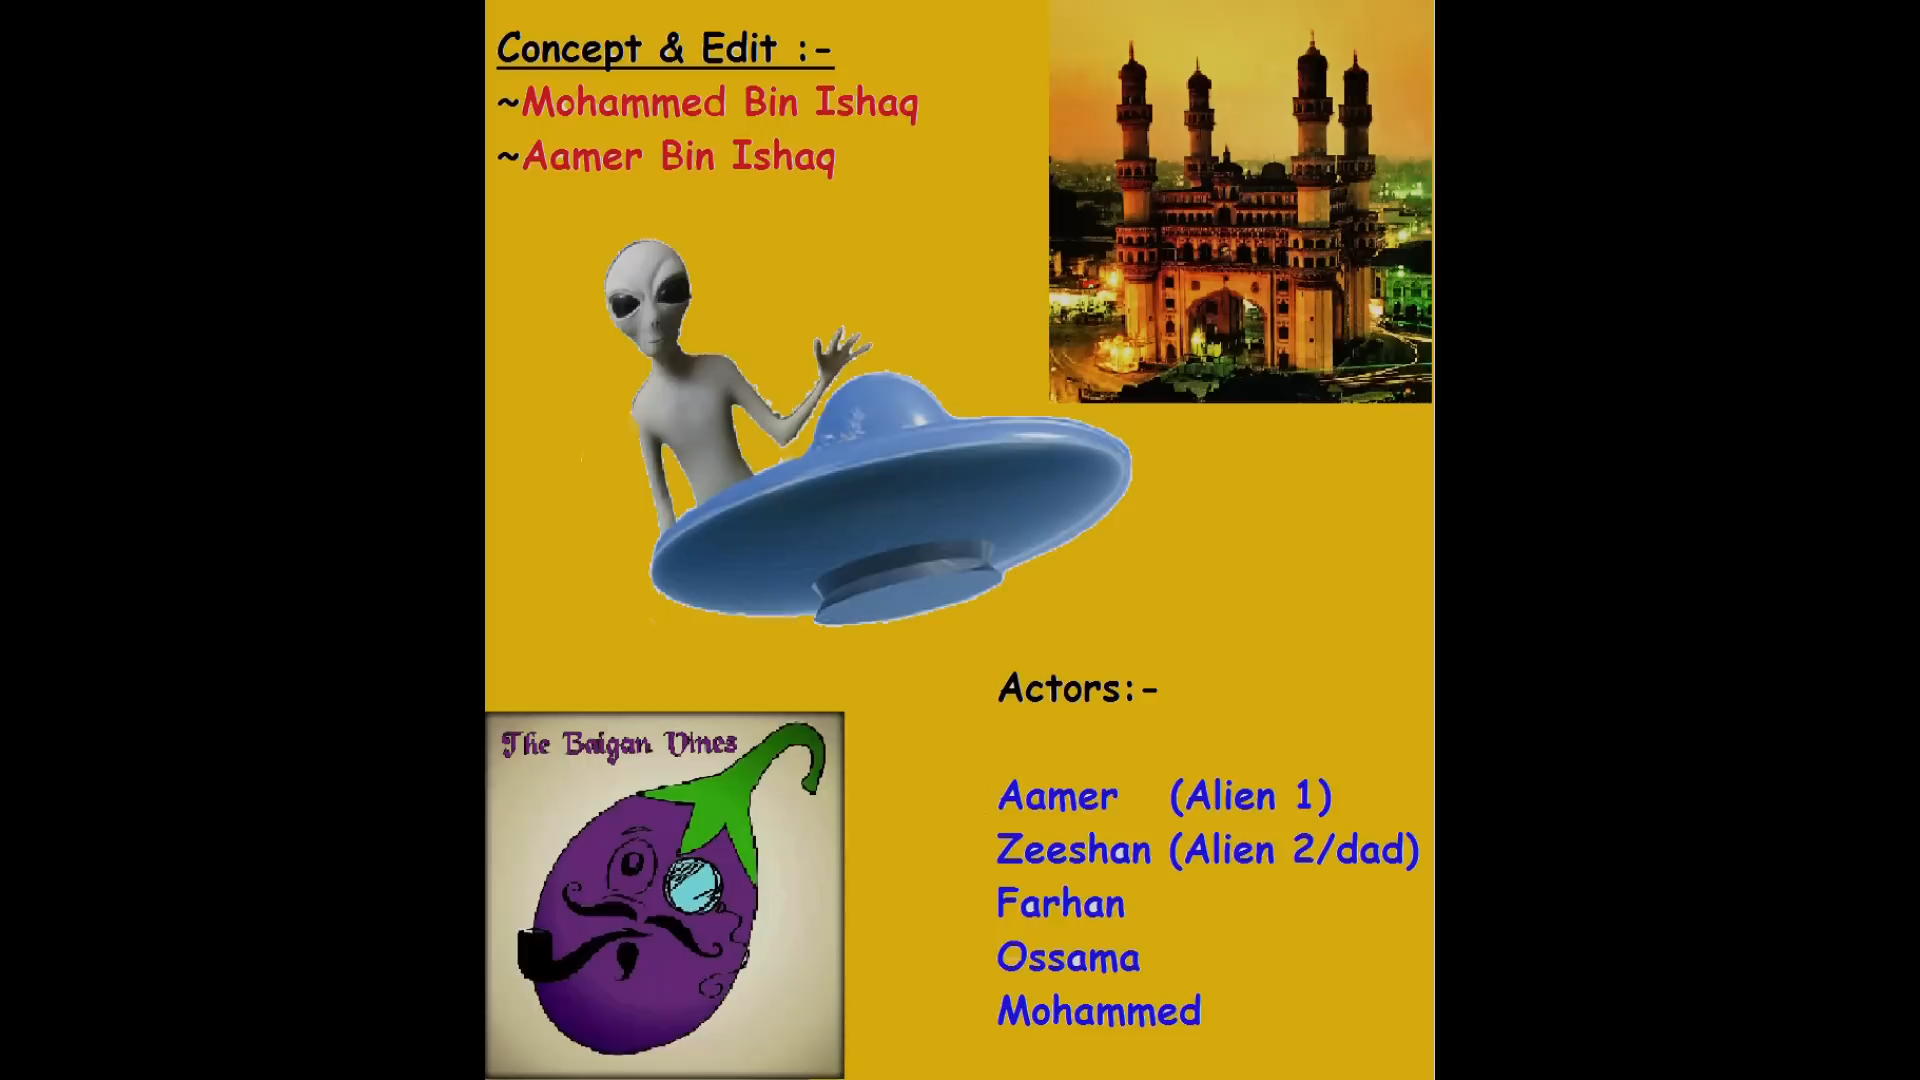 Concept & Edit :-
~Mohammed Bin Ishaq
~Aamer Bin Ishaq
The Baigan Vines
Actors:-
Aamer (Alien 1)
Zeeshan (Alien 2/dad)
Farhan
Ossama
Mohammed